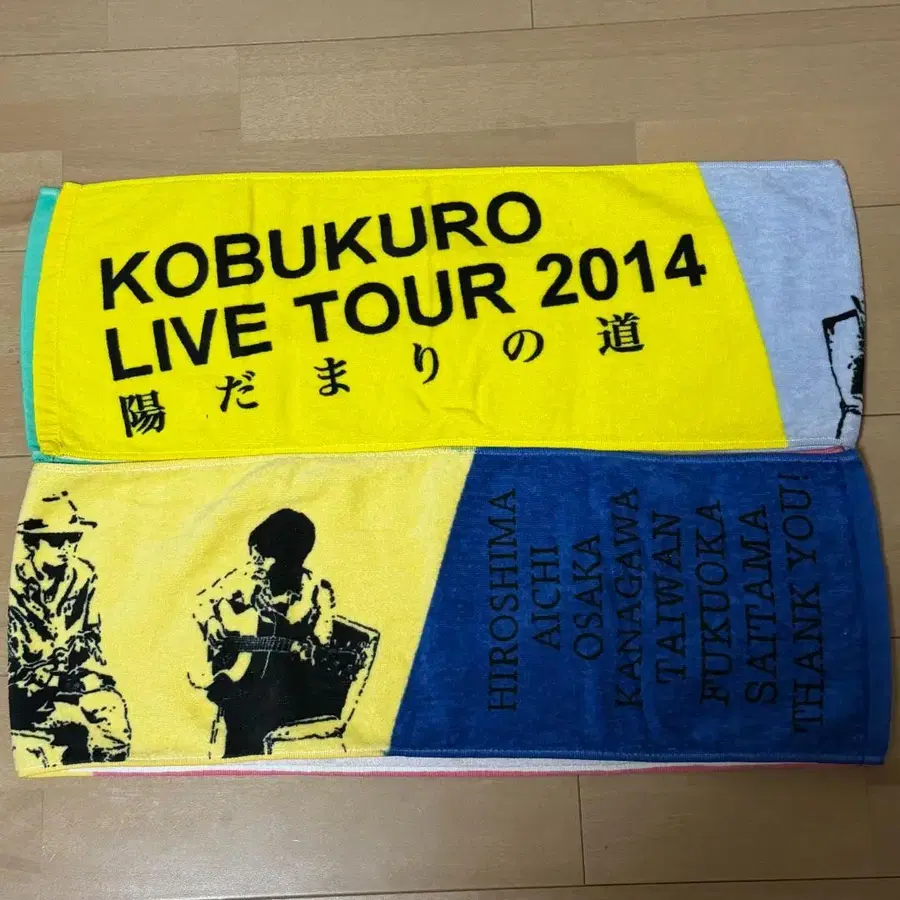 KOBUKURO
LIVE TOUR 2014
陽だまりの道
HIROSHIMA
AICHI
OSAKA
KANAGAWA
TAIWAN
FUKUOKA
SAITAMA
THANK YOU!